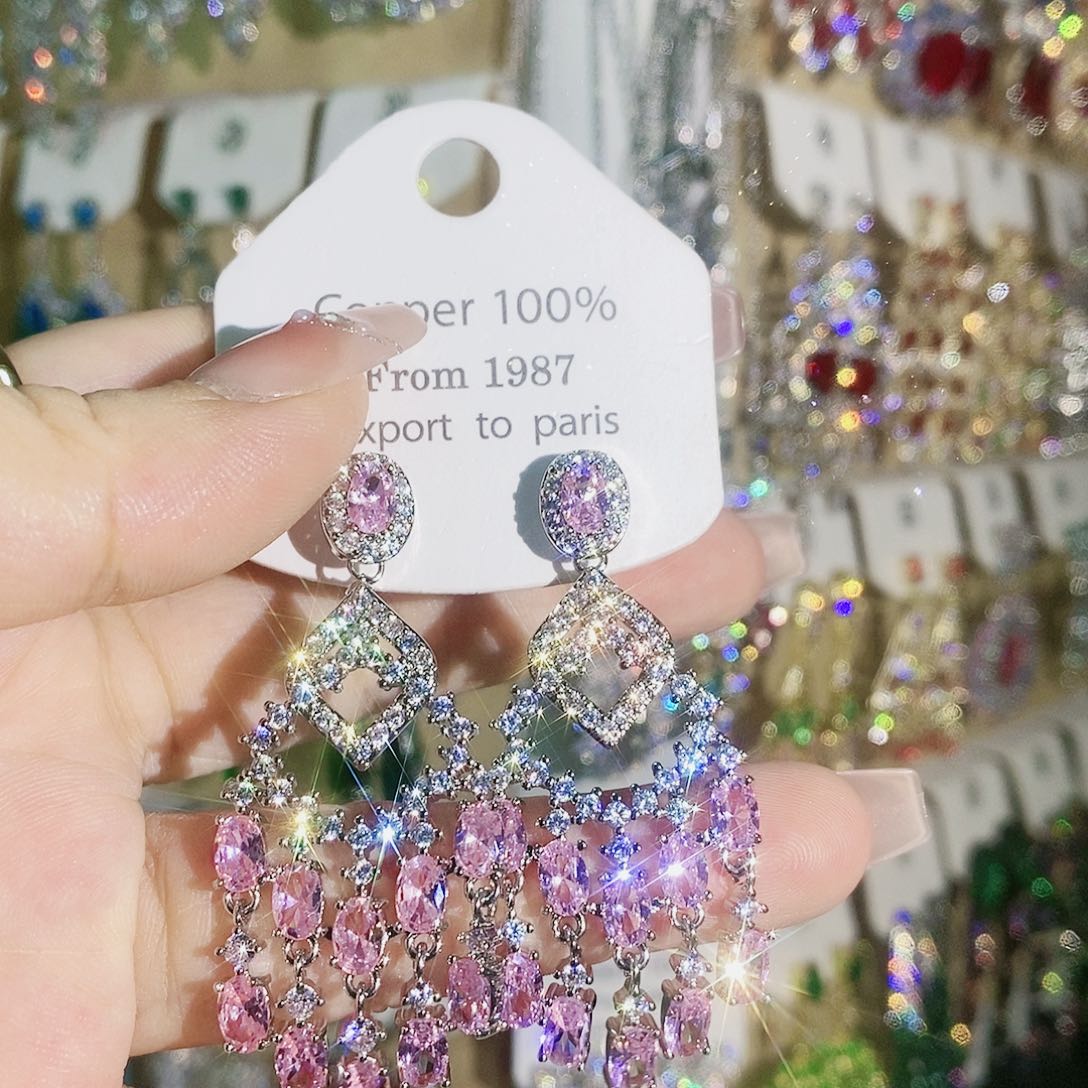 Copper 100%
From 1987
Export to paris